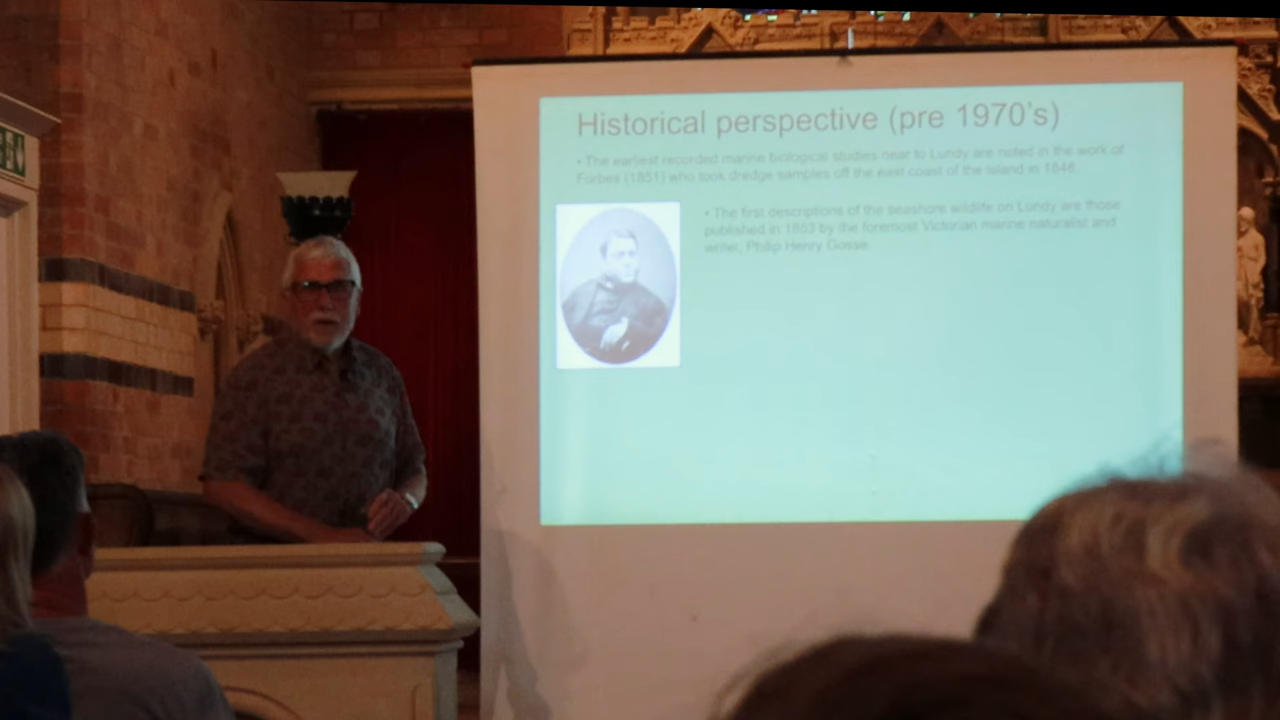 Historical perspective (pre 1970's)
• The earliest recorded marine biological studies near to Lundy are noted in the work of
Forbes (1851) who took dredge samples off the east coast of the island in 1848.
• The first descriptions of the seashore wildlife on Lundy are those
published in 1853 by the foremost Victorian marine naturalist and
writer, Philip Henry Gosse.